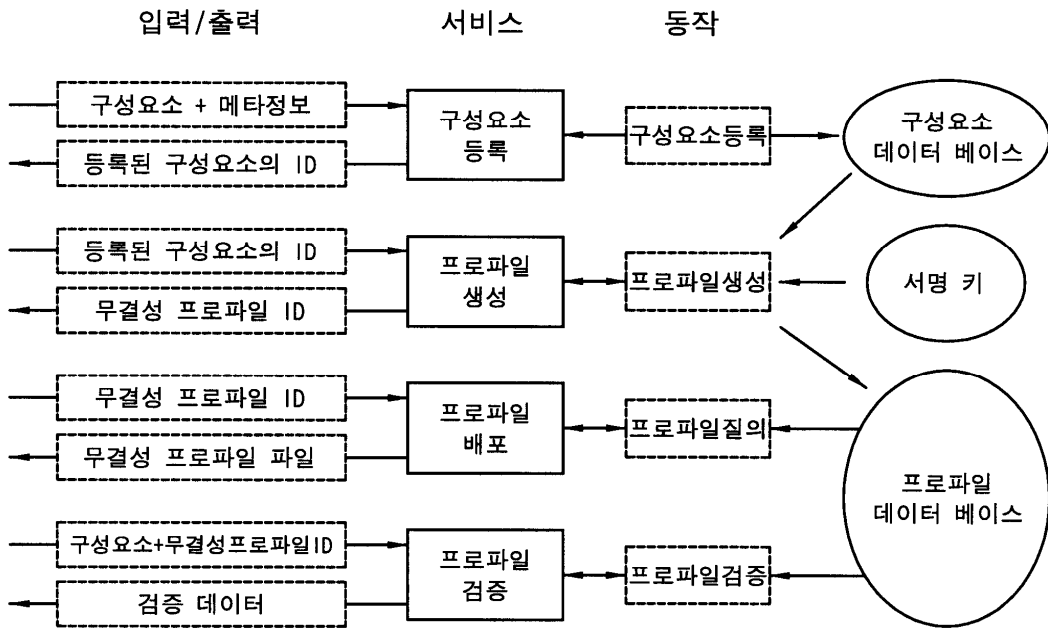 입력/출력 서비스 동작
구성요소 + 메타정보
등록된 구성요소의 ID
구성요소
등록
구성요소등록
구성요소
데이터 베이스
등록된 구성요소의 ID
무결성 프로파일 ID
프로파일
생성
프로파일생성
서명 키
무결성 프로파일 ID
무결성 프로파일 파일
프로파일
배포
프로파일질의
프로파일
데이터 베이스
구성요소+무결성프로파일ID
검증 데이터
프로파일
검증
프로파일검증